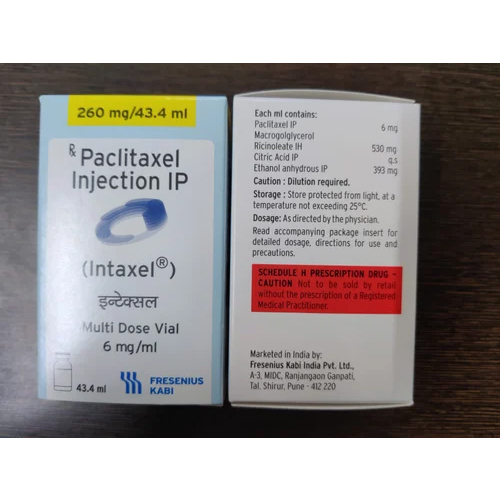 260 mg/43.4 ml
Rx Paclitaxel
Injection IP
(Intaxel®)
इन्टेक्सल
Multi Dose Vial
6 mg/ml
43.4 ml
FRESENIUS
KABI
Each ml contains:
Paclitaxel IP 6 mg
Macrogolglycerol
Ricinoleate IH 530 mg
Citric Acid IP q.s
Ethanol anhydrous IP 393 mg
Caution : Dilution required.
Storage : Store protected from light, at a
temperature not exceeding 25°C.
Dosage: As directed by the physician.
Read accompanying package insert for
detailed dosage, directions for use and
precautions.
SCHEDULE H PRESCRIPTION DRUG -
CAUTION Not to be sold by retail
without the prescription of a Registered
Medical Practitioner.
Marketed in India by:
Fresenius Kabi India Pvt. Ltd.,
A-3, MIDC, Ranjangaon Ganpati,
Tal. Shirur, Pune - 412 220